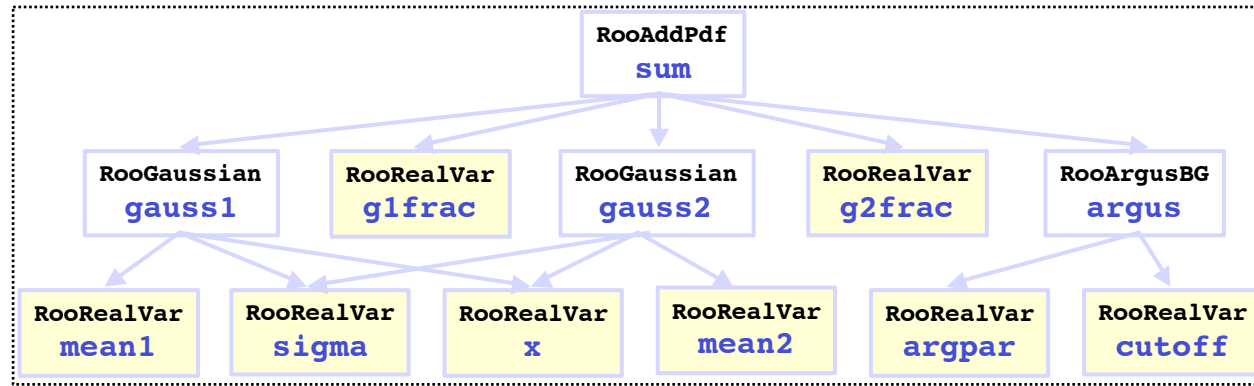 RooAddPdf
sum
RooGaussian
gauss1
RooRealVar
g1frac
RooGaussian
gauss2
RooRealVar
g2frac
RooArgusBG
argus
RooRealVar
mean1
RooRealVar
sigma
RooRealVar
x
RooRealVar
mean2
RooRealVar
argpar
RooRealVar
cutoff